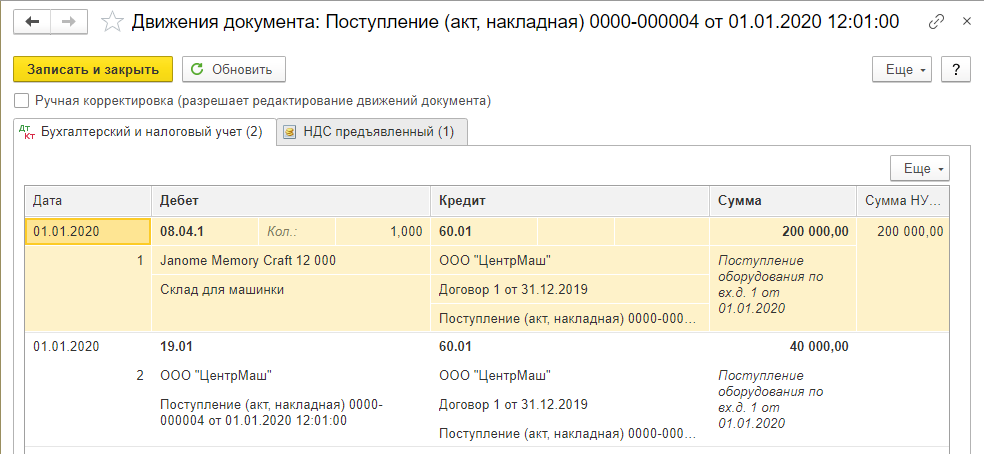 Движения документа: Поступление (акт, накладная) 0000-000004 от 01.01.2020 12:01:00
Записать и закрыть
Обновить
Еще
?
Ручная корректировка (разрешает редактирование движений документа)
Дт Кт Бухгалтерский и налоговый учет (2)
НДС предъявленный (1)
Еще
Дата Дебет Кредит Сумма Сумма НУ...
01.01.2020 08.04.1 Кол.: 1,000 60.01 200 000,00 200 000,00
1 Janome Memory Craft 12 000 ООО "ЦентрМаш" Поступление
оборудования по
Склад для машинки Договор 1 от 31.12.2019 вх.д. 1 от
01.01.2020
Поступление (акт, накладная) 0000-000...
01.01.2020 19.01 60.01 40 000,00
2 ООО "ЦентрМаш" ООО "ЦентрМаш" Поступление
оборудования по
Поступление (акт, накладная) 0000- Договор 1 от 31.12.2019 вх.д. 1 от
000004 от 01.01.2020 12:01:00 01.01.2020
Поступление (акт, накладная) 0000-000...